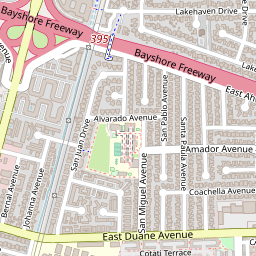 Lakehaven Drive
Bayshore Freeway
395
Bayshore Freeway
East Ah
Avenue
San Juan Drive
Alvarado Avenue
San Pablo Avenue
Santa Paula Avenue
Amador Avenue
Bernal Avenue
Johanna Avenue
San Miguel Avenue
Coachella Avenue
East Duane Avenue
Cotati Terrace